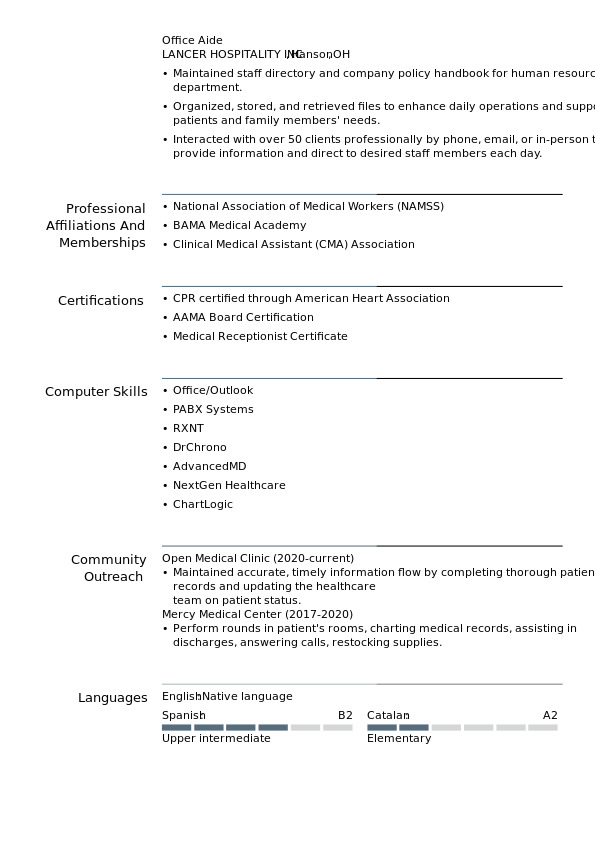 Office Aide
LANCER HOSPITALITY INC, Hanson, OH
• Maintained staff directory and company policy handbook for human
department.
• Organized, stored, and retrieved files to enhance daily operations and
patients and family members' needs.
• Interacted with over 50 clients professionally by phone, email, or in-person
provide information and direct to desired staff members each day.
Professional
Affiliations And
Memberships
• National Association of Medical Workers (NAMSS)
• BAMA Medical Academy
• Clinical Medical Assistant (CMA) Association
Certifications
• CPR certified through American Heart Association
• AAMA Board Certification
• Medical Receptionist Certificate
Computer Skills
• Office/Outlook
• PABX Systems
• RXNT
• DrChrono
• AdvancedMD
• NextGen Healthcare
• ChartLogic
Community
Outreach
Open Medical Clinic (2020-current)
• Maintained accurate, timely information flow by completing thorough
records and updating the healthcare
team on patient status.
Mercy Medical Center (2017-2020)
• Perform rounds in patient's rooms, charting medical records, assisting in
discharges, answering calls, restocking supplies.
Languages
English: Native language
Spanish: B2
Upper intermediate
Catalan: A2
Elementary